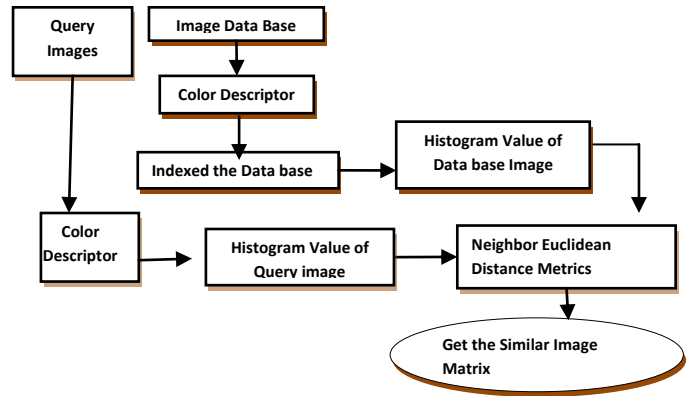 Query
Images
Image Data Base
Color Descriptor
Indexed the Data base
Histogram Value of
Data base Image
Color
Descriptor
Histogram Value of
Query image
Neighbor Euclidean
Distance Metrics
Get the Similar Image
Matrix